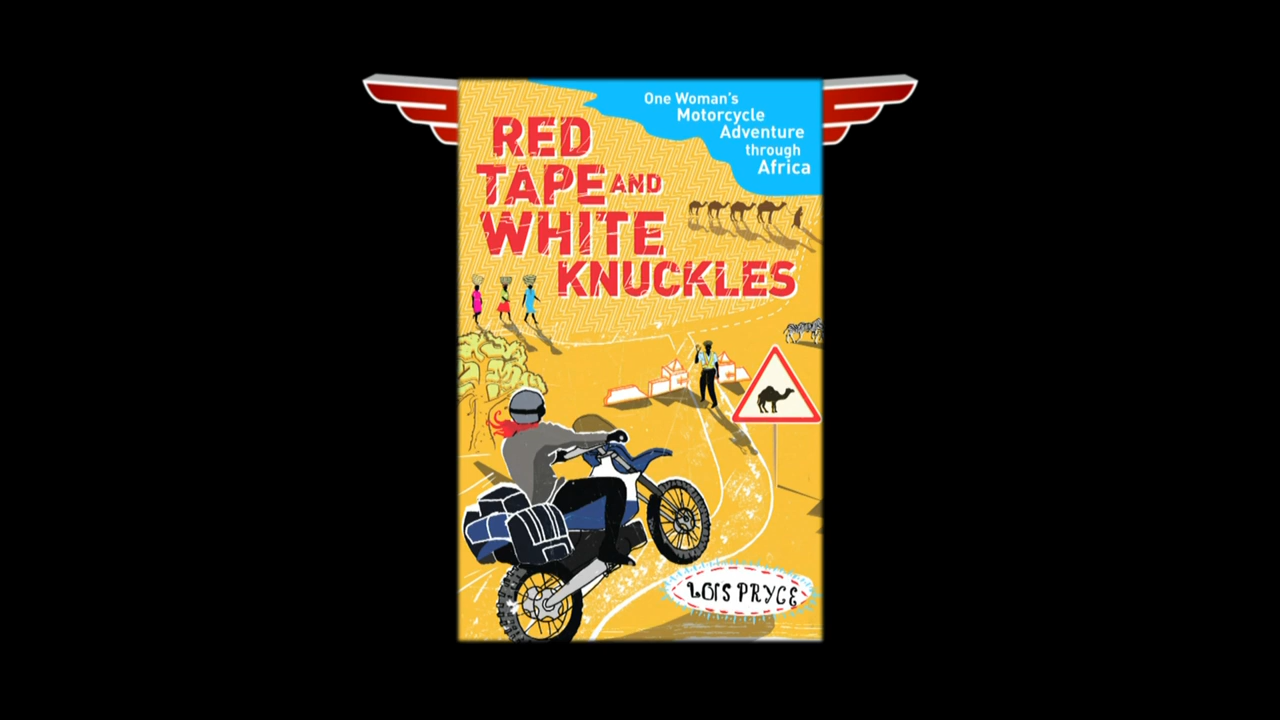 One Woman's
Motorcycle
Adventure
through
Africa
RED
TAPE AND
WHITE
KNUCKLES
LOIS PRYCE